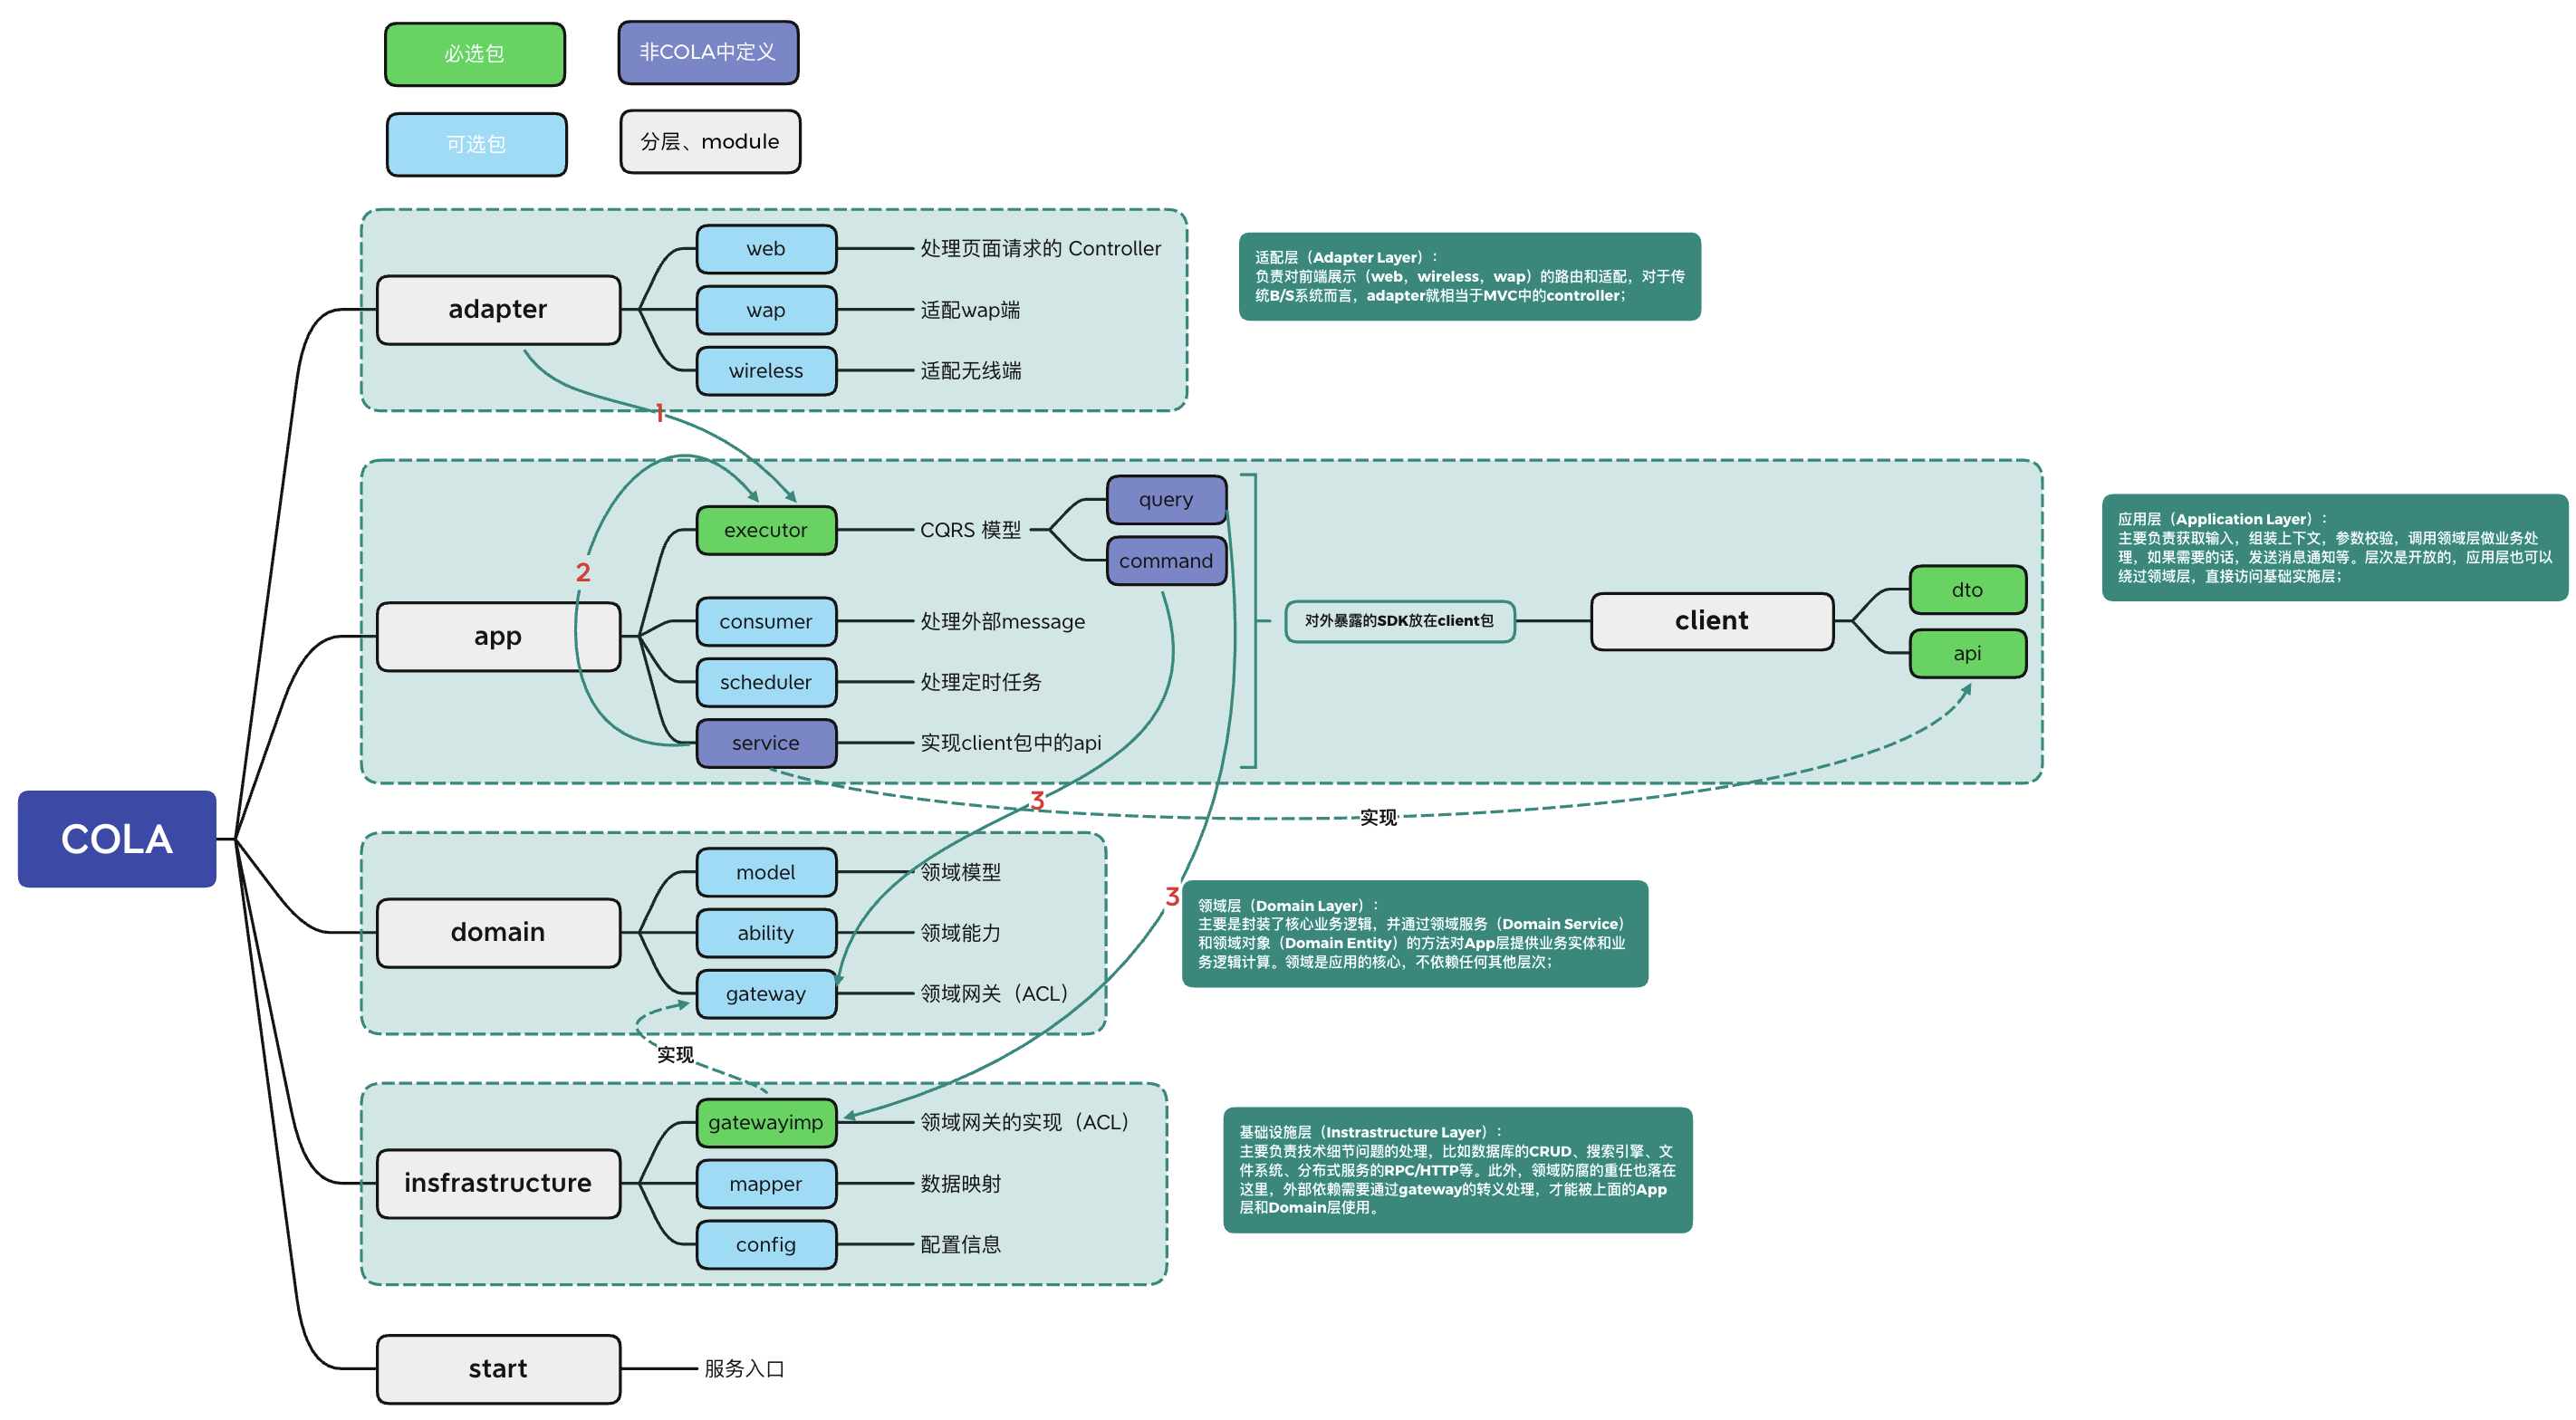 必选包
非COLA中定义
可选包
分层、module
COLA
adapter
web
处理页面请求的 Controller
wap
适配wap端
wireless
适配无线端
适配层（Adapter Layer）：
负责对前端展示（web，wireless，wap）的路由和适配，对于传
统B/S系统而言，adapter就相当于MVC中的controller；
1
app
executor
CQRS 模型
query
command
2
consumer
处理外部message
scheduler
处理定时任务
service
实现client包中的api
对外暴露的SDK放在client包
client
dto
api
应用层（Application Layer）：
主要负责获取输入，组装上下文，参数校验，调用领域层做业务处
理，如果需要的话，发送消息通知等。层次是开放的，应用层也可以
绕过领域层，直接访问基础实施层；
3
实现
domain
model
领域模型
ability
领域能力
gateway
领域网关（ACL）
3
领域层（Domain Layer）：
主要是封装了核心业务逻辑，并通过领域服务（Domain Service）
和领域对象（Domain Entity）的方法对App层提供业务实体和业
务逻辑计算。领域是应用的核心，不依赖任何其他层次；
实现
insfrastructure
gatewayimp
领域网关的实现（ACL）
mapper
数据映射
config
配置信息
基础设施层（Instrastructure Layer）：
主要负责技术细节问题的处理，比如数据库的CRUD、搜索引擎、文
件系统、分布式服务的RPC/HTTP等。此外，领域防腐的重任也落在
这里，外部依赖需要通过gateway的转义处理，才能被上面的App
层和Domain层使用。
start
服务入口